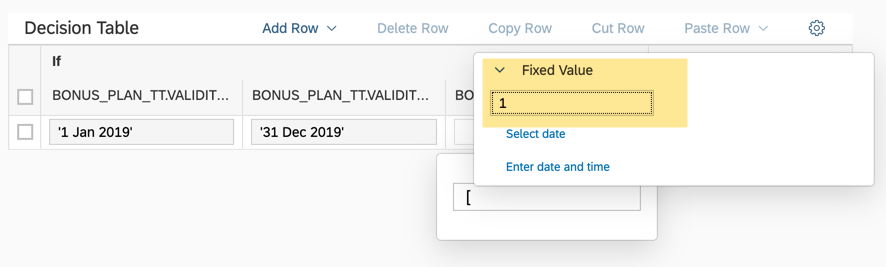 Decision Table
Add Row
Delete Row
Copy Row
Cut Row
Paste Row
If
Fixed Value
BONUS_PLAN_TT.VALIDIT...
BONUS_PLAN_TT.VALIDIT...
BO
1
'1 Jan 2019'
'31 Dec 2019'
Select date
Enter date and time
[